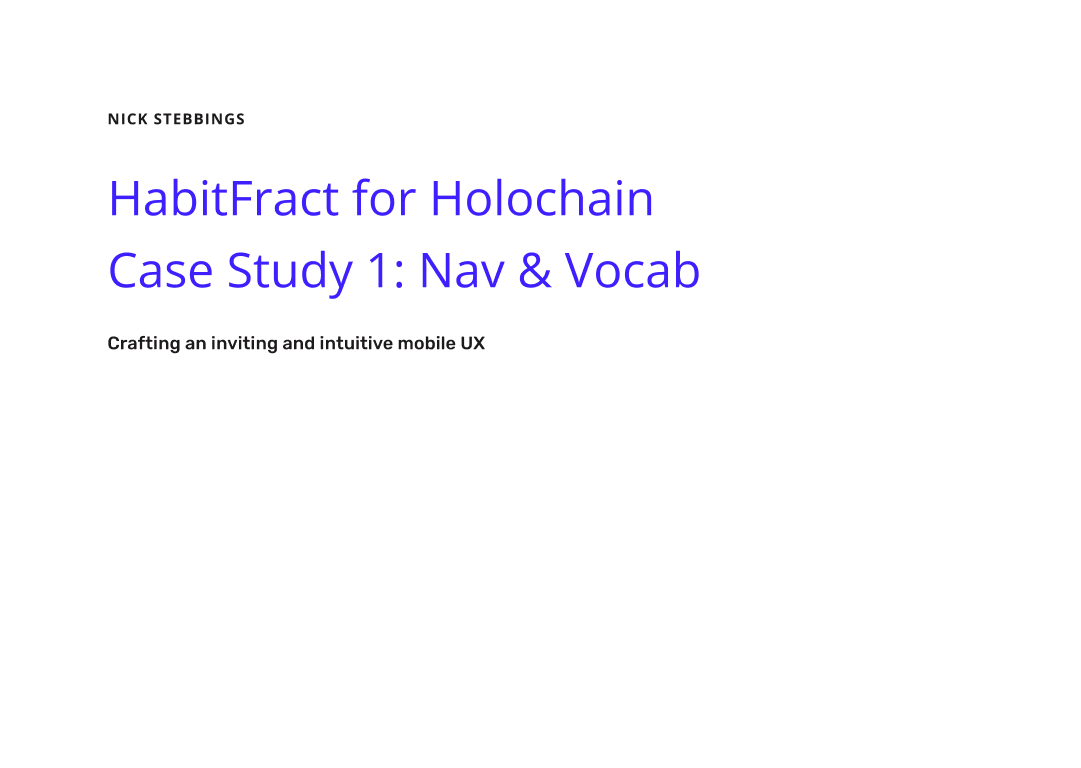 NICK STEBBINGS
HabitFract for Holochain
Case Study 1: Nav & Vocab
Crafting an inviting and intuitive mobile UX